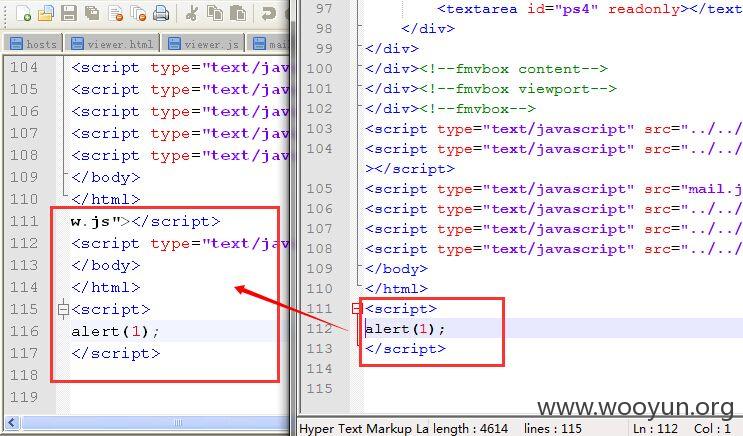 hosts viewer.html viewer.js mai
104 <script type="text/jav
105 <script type="text/jav
106 <script type="text/jav
107 <script type="text/jav
108 <script type="text/jav
109 </body>
110 </html>
111 w.js"></script>
112 <script type="text/ja
113 </body>
114 </html>
115 <script>
116 alert(1);
117 </script>
118
119
97 <textarea id="ps4" readonly></text
98 </div>
99 </div>
100 </div><!--fmvbox content-->
101 </div><!--fmvbox viewport-->
102 </div><!--fmvbox-->
103 <script type="text/javascript" src="../../
104 <script type="text/javascript" src="../../
></script>
105 <script type="text/javascript" src="mail.j
106 <script type="text/javascript" src="../../
107 <script type="text/javascript" src="../../
108 <script type="text/javascript" src="../../
109 </body>
110 </html>
111 <script>
112 alert(1);
113 </script>
114
115
www.wooyun.org
Hyper Text Markup La length : 4614 lines : 115 Ln : 112 Col : 1